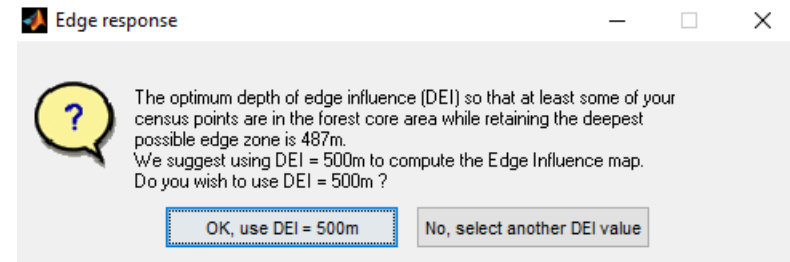 Edge response
The optimum depth of edge influence (DEI) so that at least some of your
census points are in the forest core area while retaining the deepest
possible edge zone is 487m.
We suggest using DEI = 500m to compute the Edge Influence map.
Do you wish to use DEI = 500m ?
OK, use DEI = 500m
No, select another DEI value